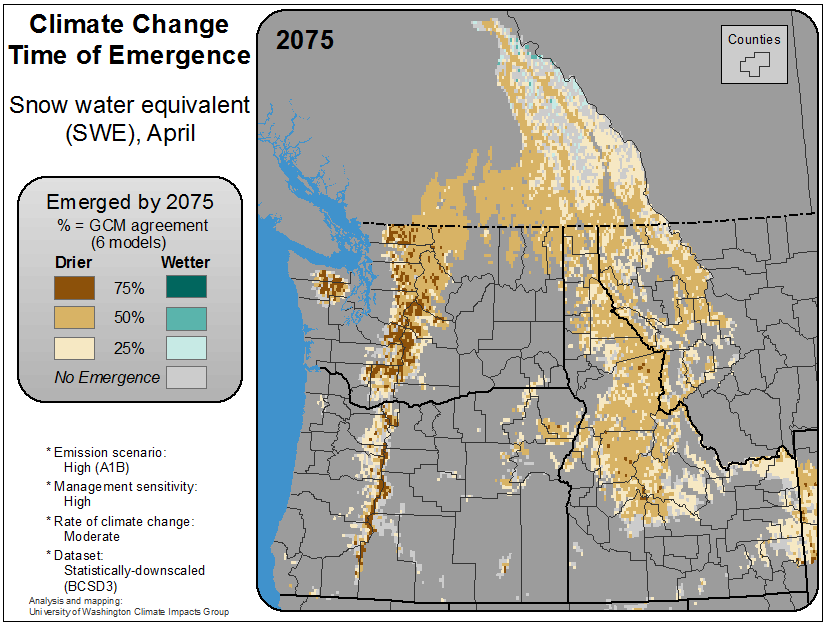 Climate Change
Time of Emergence
Snow water equivalent
(SWE), April
Emerged by 2075
% = GCM agreement
(6 models)
Drier Wetter
75%
50%
25%
No Emergence
* Emission scenario:
High (A1B)
* Management sensitivity:
High
* Rate of climate change:
Moderate
* Dataset:
Statistically-downscaled
(BCSD3)
Analysis and mapping:
University of Washington Climate Impacts Group
2075
Counties